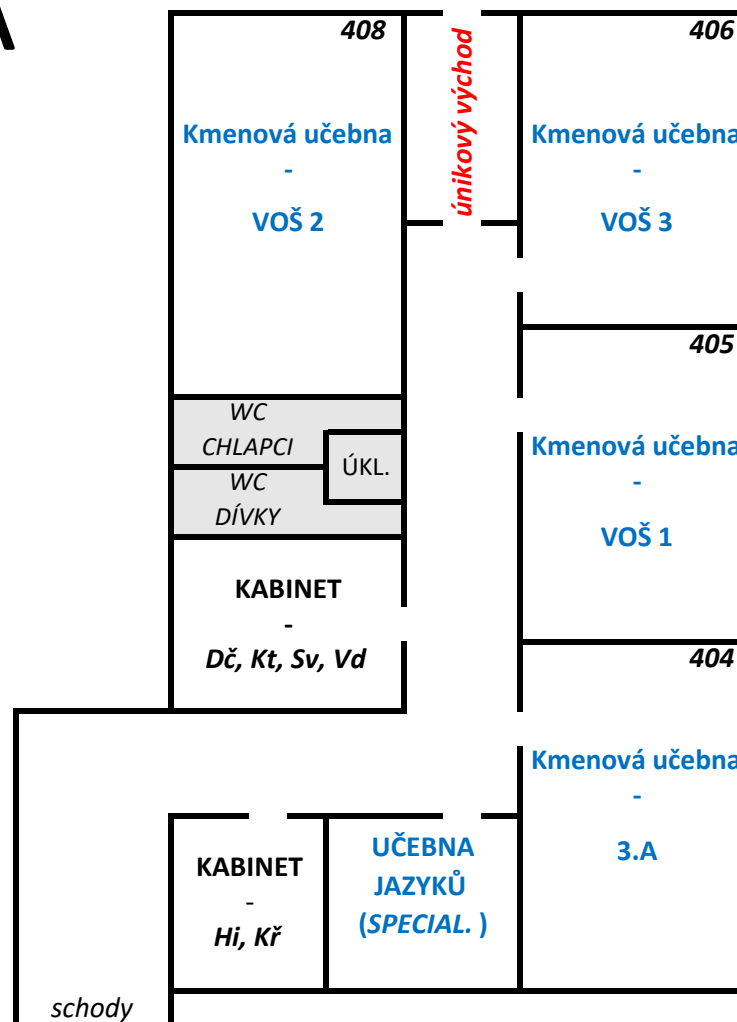 A
408
Kmenová učebna
-
VOŠ 2
únikový východ
406
Kmenová učebna
-
VOŠ 3
405
Kmenová učebna
-
VOŠ 1
WC
CHLAPCI
ÚKL.
WC
DÍVKY
KABINET
-
Dč, Kt, Sv, Vd
404
Kmenová učebna
-
3.A
KABINET
-
Hi, Kř
UČEBNA
JAZYKŮ
(SPECIAL. )
schody